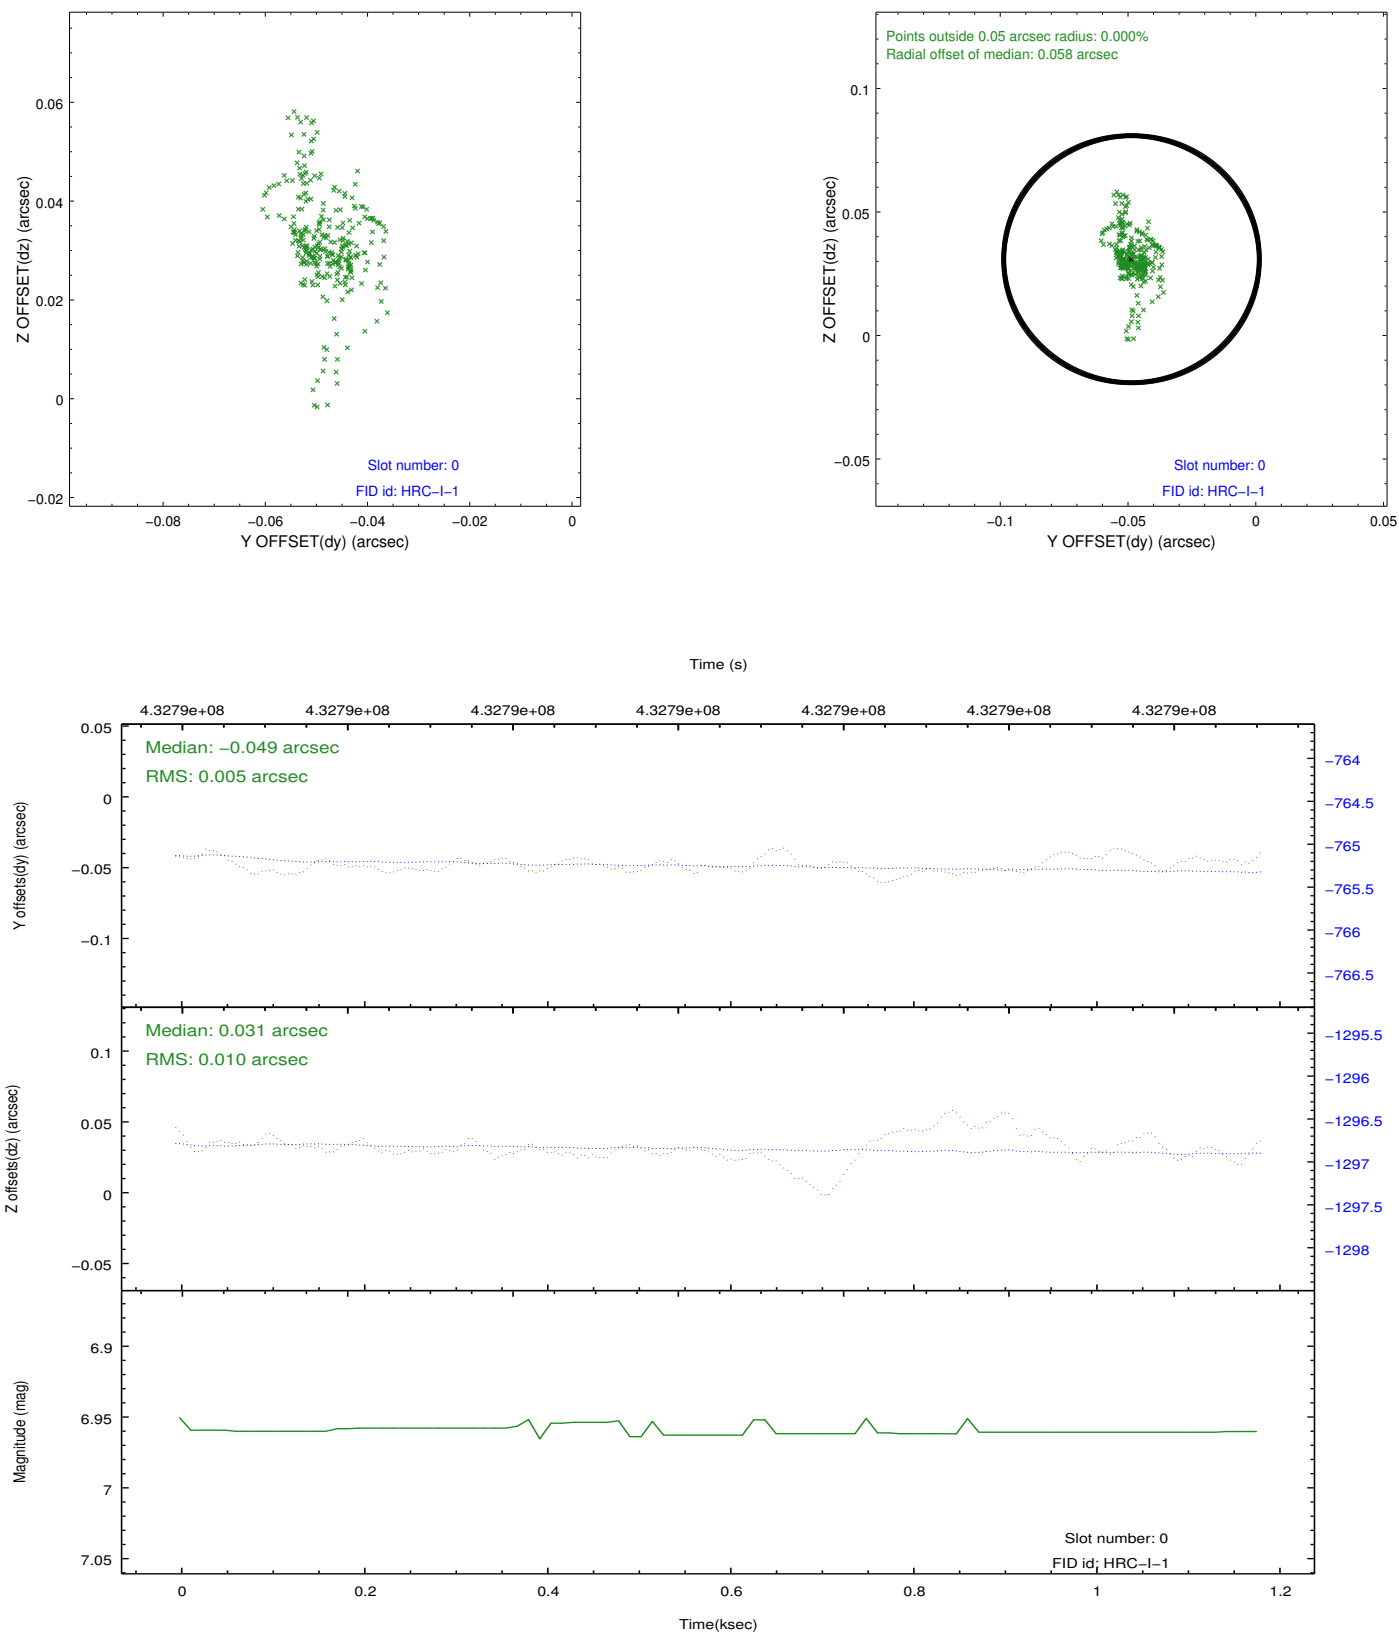 0.06
0.04
0.02
0
−0.02
Z OFFSET(dz) (arcsec)
Slot number: 0
FID id: HRC−I−1
−0.08
−0.06
−0.04
−0.02
0
Y OFFSET(dy) (arcsec)
Points outside 0.05 arcsec radius: 0.000%
Radial offset of median: 0.058 arcsec
0.1
0.05
0
−0.05
Z OFFSET(dz) (arcsec)
Slot number: 0
FID id: HRC−I−1
−0.1
−0.05
0
0.05
Y OFFSET(dy) (arcsec)
Time (s)
4.3279e+08
4.3279e+08
4.3279e+08
4.3279e+08
4.3279e+08
4.3279e+08
4.3279e+08
Median: −0.049 arcsec
RMS: 0.005 arcsec
0.05
0
−0.05
−0.1
Y offsets(dy) (arcsec)
−764
−764.5
−765
−765.5
−766
−766.5
Median: 0.031 arcsec
RMS: 0.010 arcsec
0.1
0.05
0
−0.05
Z offsets(dz) (arcsec)
−1295.5
−1296
−1296.5
−1297
−1297.5
−1298
6.9
6.95
7
7.05
Magnitude (mag)
Slot number: 0
FID id: HRC−I−1
0
0.2
0.4
0.6
0.8
1
1.2
Time(ksec)